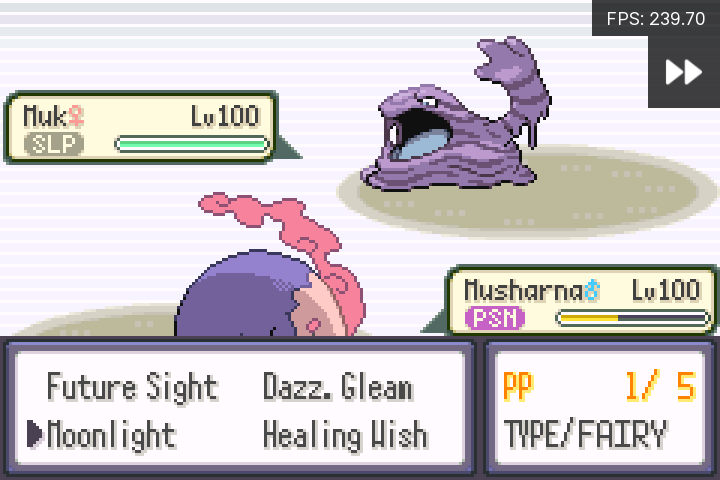 FPS: 239.70
Muk♀ Lv100
SLP
Musharna♂ Lv100
PSN
Future Sight Dazz. Gleam
Moonlight Healing Wish
PP 1/ 5
TYPE/FAIRY